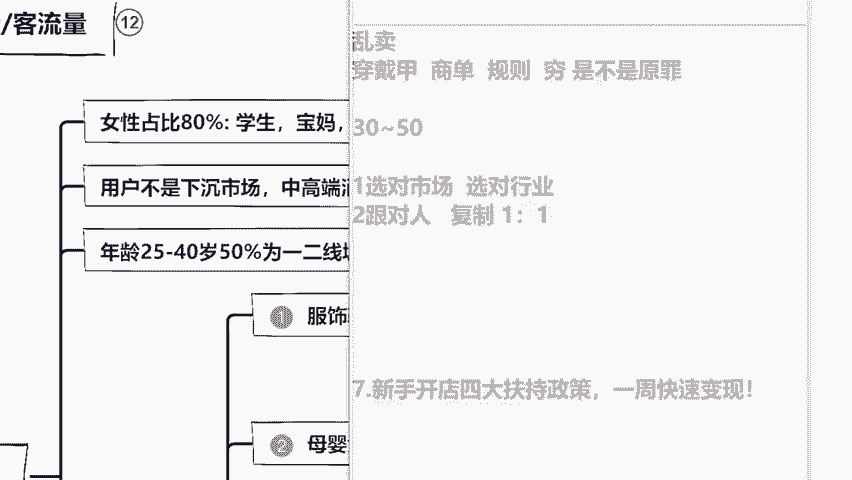 /客流量 12
女性占比80%: 学生，宝妈，
用户不是下沉市场，中高端
年龄25-40岁50%为一二线
1 服饰
2 母婴
乱卖
穿戴甲 商单 规则 穷 是不是原罪
30~50
1选对市场 选对行业
2跟对人 复制 1：1
7.新手开店四大扶持政策，一周快速变现！